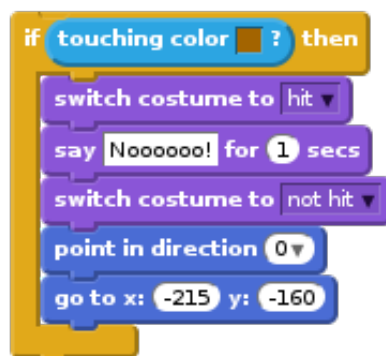 if touching color ? then
switch costume to hit
say Noooooo! for 1 secs
switch costume to not hit
point in direction 0
go to x: -215 y: -160